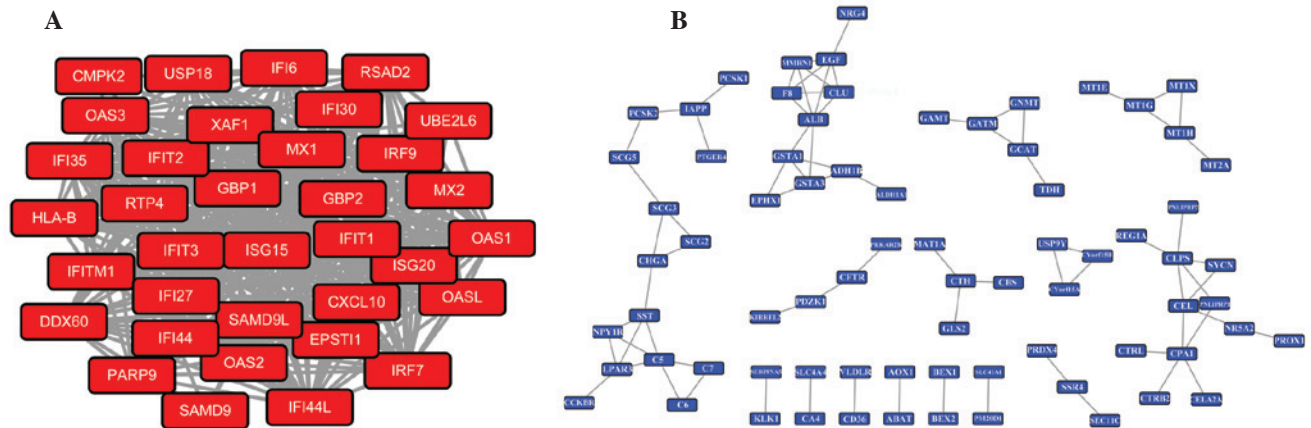 A
CMPK2
USP18
IFI6
RSAD2
OAS3
XAF1
IFI30
UBE2L6
IFI35
IFIT2
MX1
IRF9
RTP4
GBP1
GBP2
MX2
HLA-B
IFIT3
ISG15
IFIT1
OAS1
IFITM1
ISG20
IFI27
CXCL10
OASL
DDX60
SAMD9L
IFI44
EPSTI1
PARP9
OAS2
IRF7
SAMD9
IFI44L
B
NRG4
MMRN1
EGF
F8
CLU
ALB
GSTA1
ADH1B
GSTA3
EPHX1
PCSK1
PCSK2
IAPP
SCG5
PTGER4
SCG3
SCG2
CHGA
SST
NPY1R
C5
C7
LPAR3
CCKBR
C6
GNMT
GAMT
GATM
GCAT
TDH
MT1E
MT1X
MT1G
MT1H
MT2A
CFTR
PDZK1
MAT1A
CTH
CBS
GLS2
USP9Y
REG1A
CLPS
SYCN
CEL
NR5A2
PROX1
CTRL
CPA1
CTRB2
CELA2A
PRDX4
SSR4
SEC11C
KLK1
SLC4A4
CA4
VLDLR
CD36
AOX1
ABAT
BEX1
BEX2